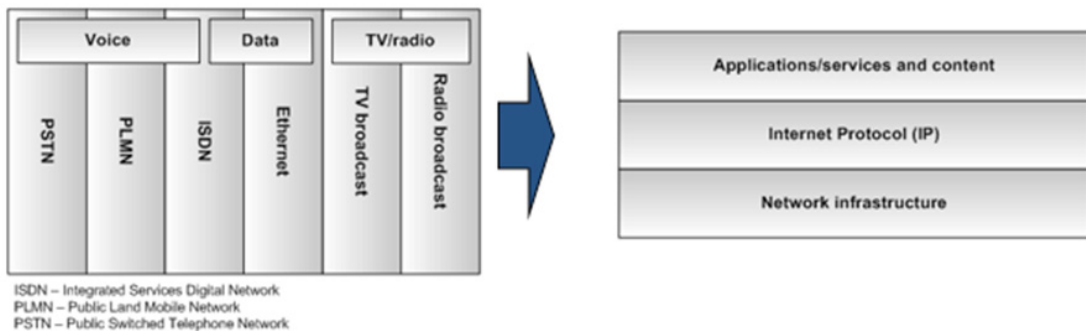 Voice
Data
TV/radio
PSTN
PLMN
ISDN
Ethernet
TV broadcast
Radio broadcast
Applications/services and content
Internet Protocol (IP)
Network infrastructure
ISDN – Integrated Services Digital Network
PLMN – Public Land Mobile Network
PSTN – Public Switched Telephone Network